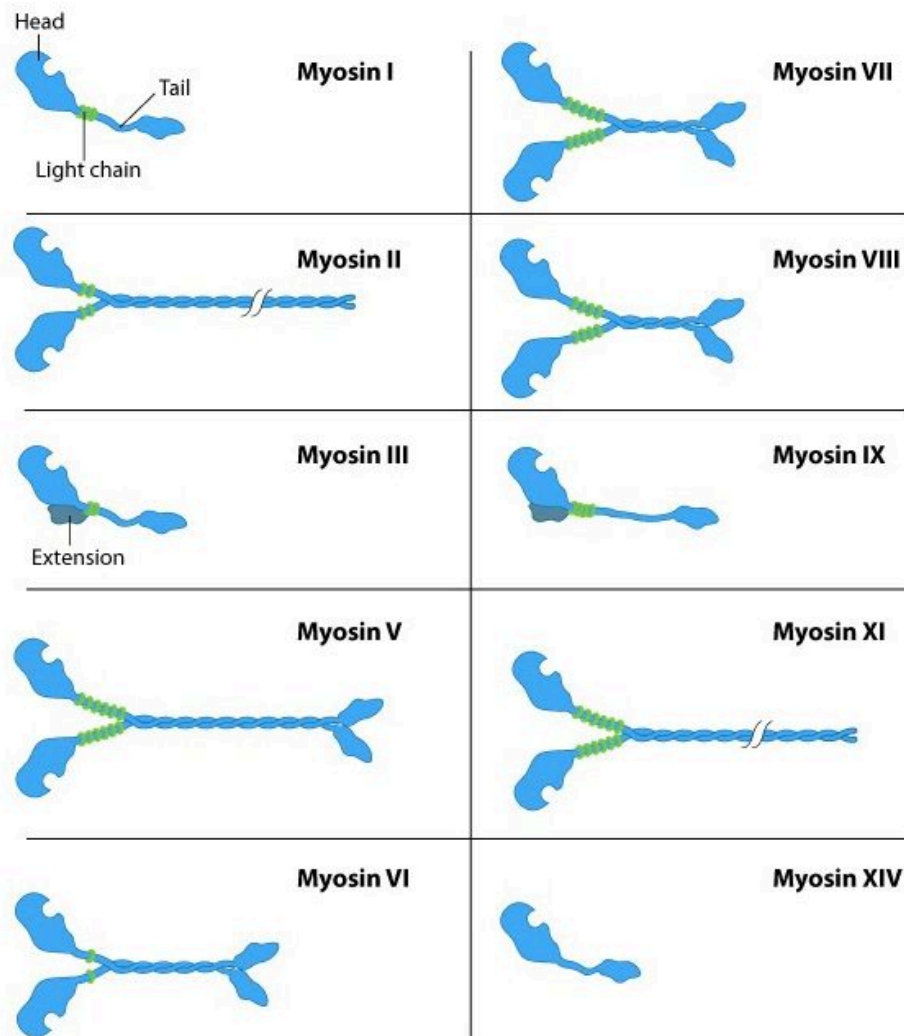 Head
Myosin I
Tail
Light chain
Myosin VII
Myosin II
Myosin VIII
Myosin III
Extension
Myosin IX
Myosin V
Myosin XI
Myosin VI
Myosin XIV